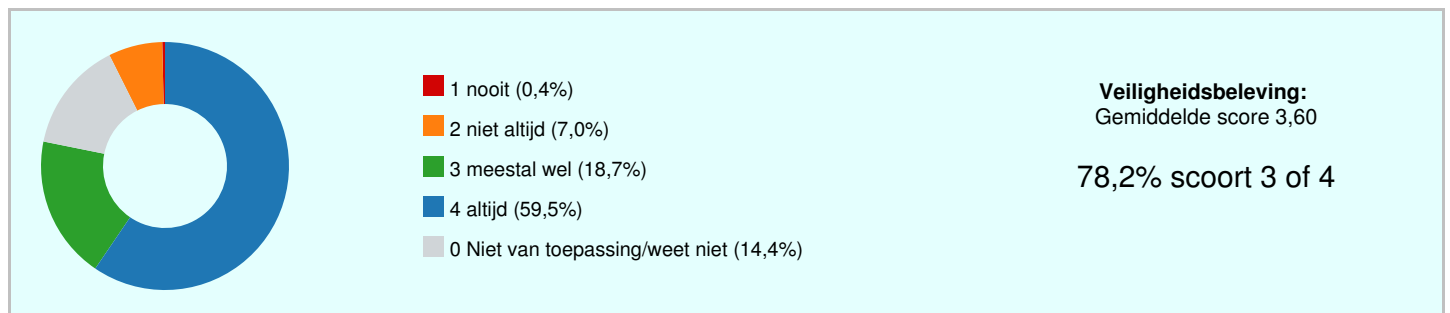 1 nooit (0,4%)
2 niet altijd (7,0%)
3 meestal wel (18,7%)
4 altijd (59,5%)
0 Niet van toepassing/weet niet (14,4%)
Veiligheidsbeleving:
Gemiddelde score 3,60
78,2% scoort 3 of 4